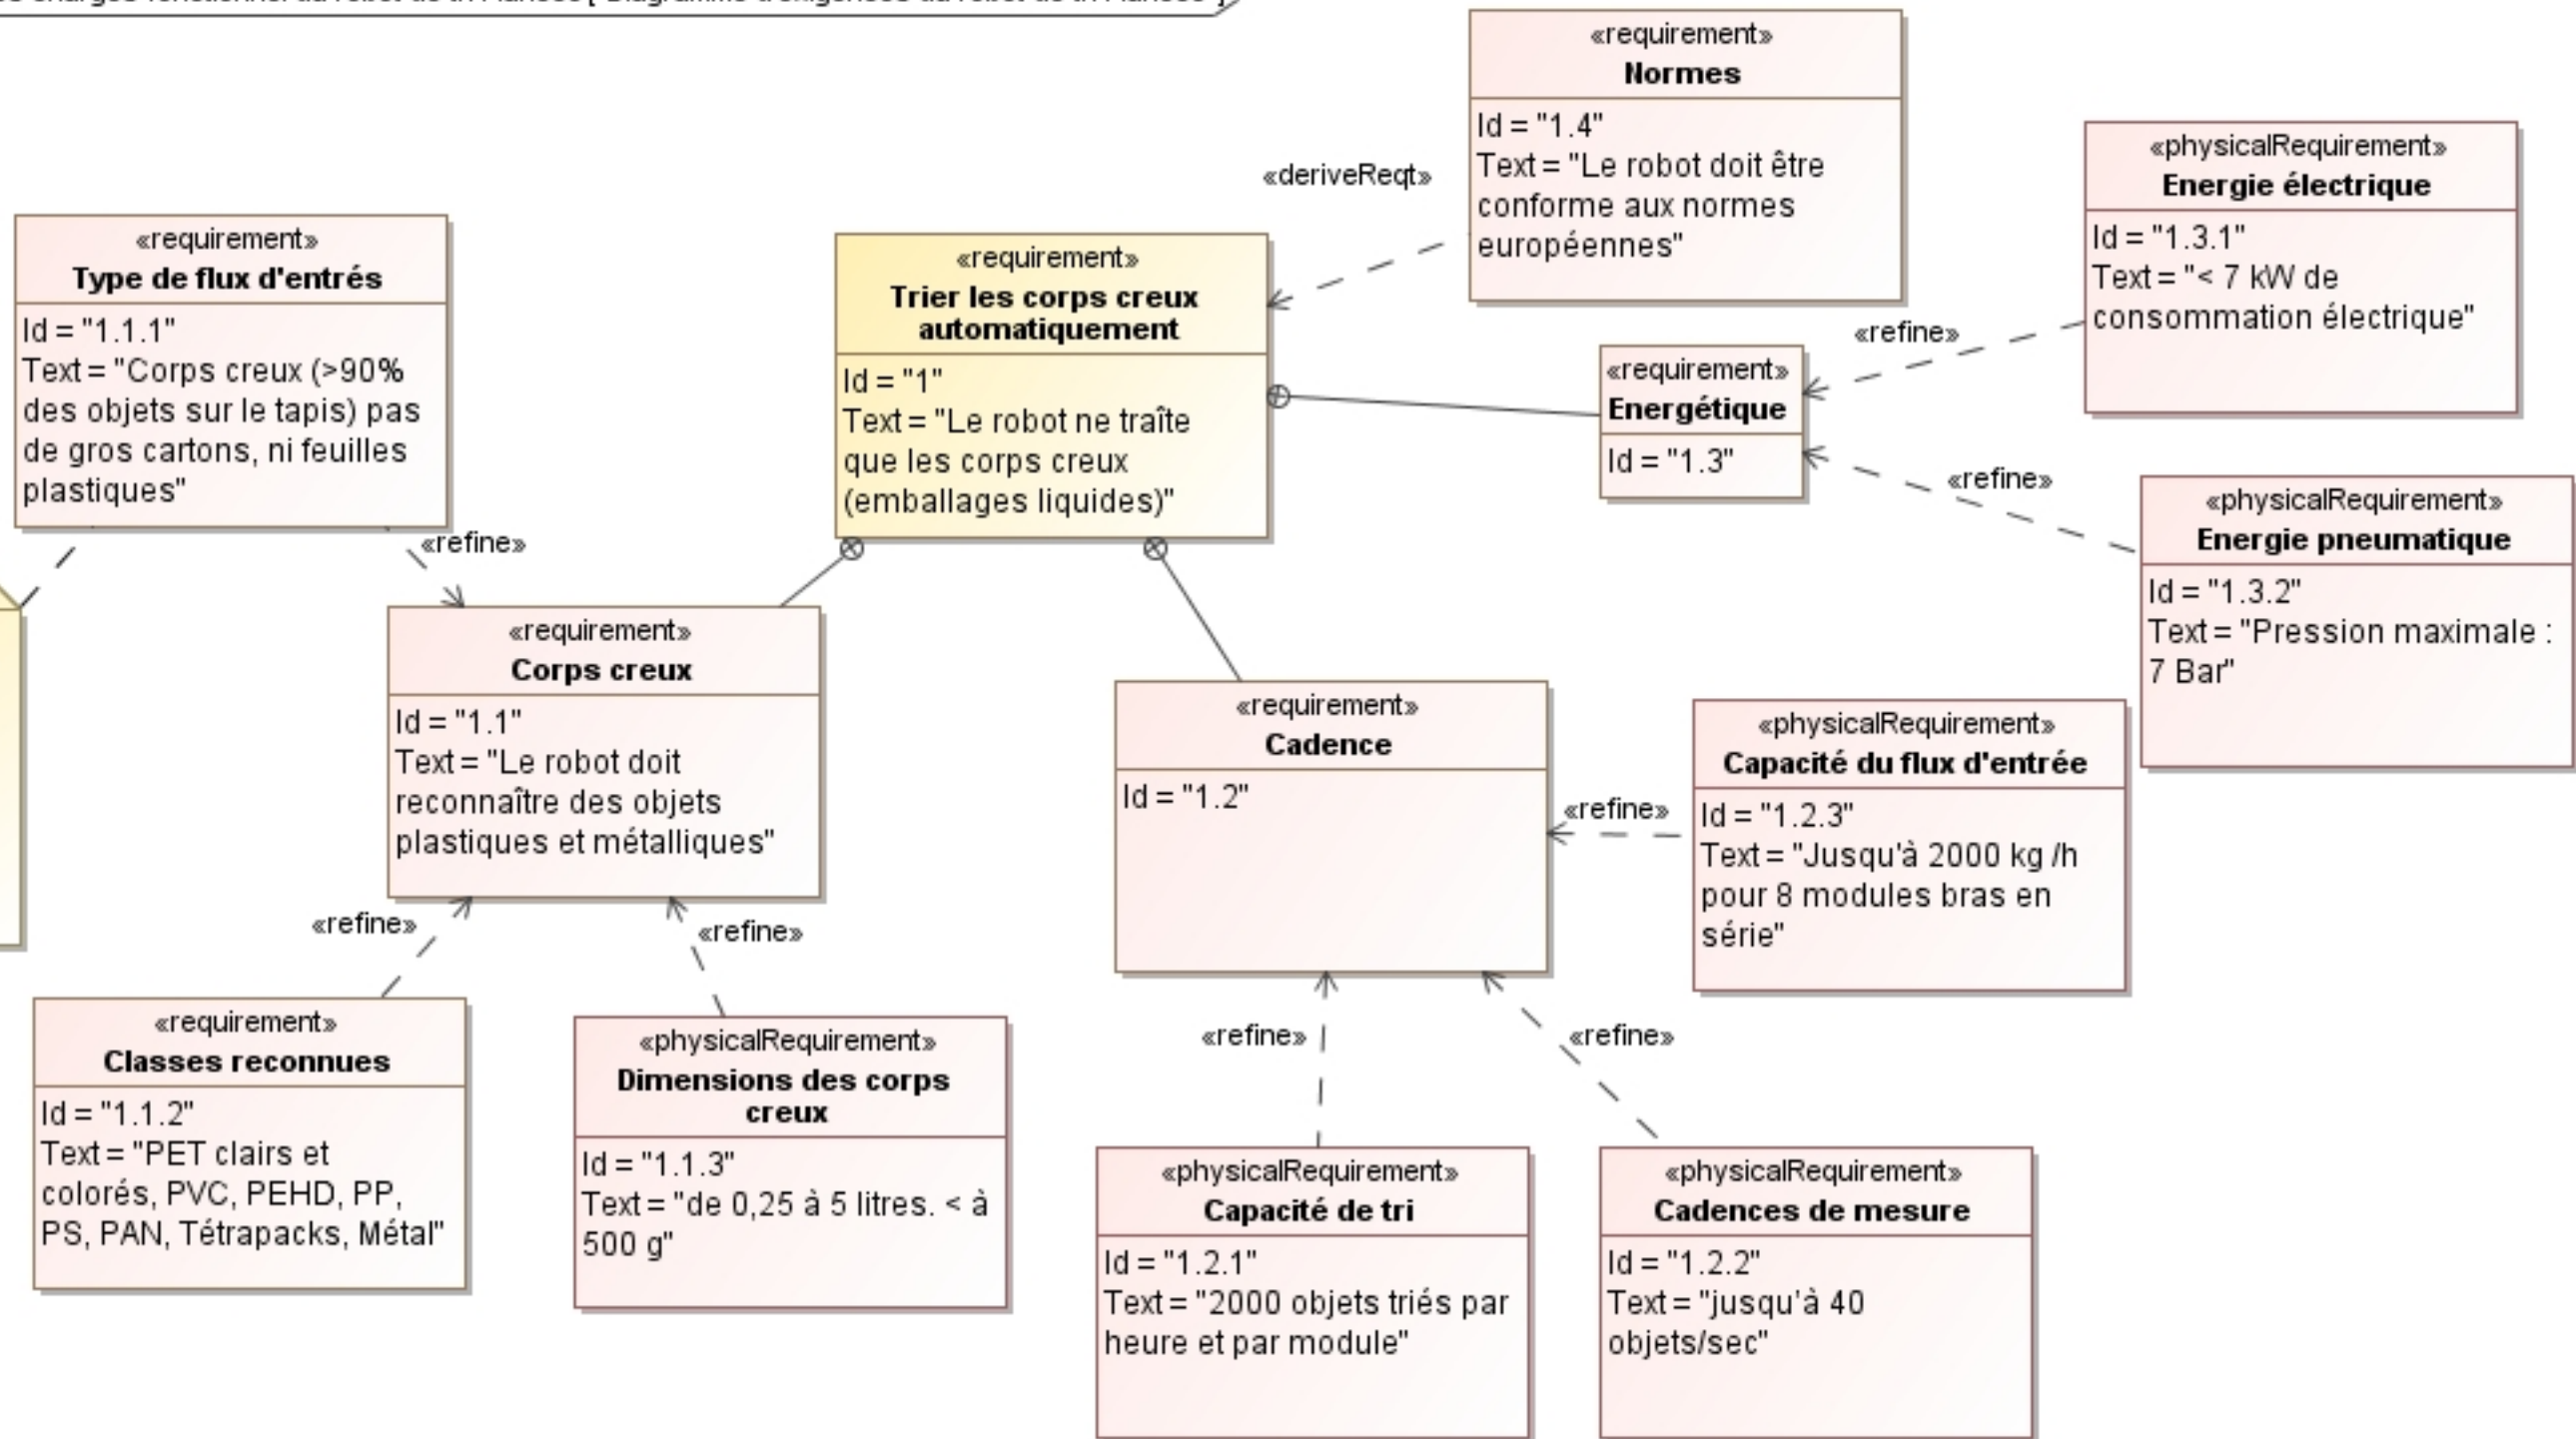 «requirement»
Normes
Id = "1.4"
Text = "Le robot doit être
conforme aux normes
européennes"
«deriveReqt»
«physicalRequirement»
Energie électrique
Id = "1.3.1"
Text = "< 7 kW de
consommation électrique"
«requirement»
Type de flux d'entrés
Id = "1.1.1"
Text = "Corps creux (>90%
des objets sur le tapis) pas
de gros cartons, ni feuilles
plastiques"
«requirement»
Trier les corps creux
automatiquement
Id = "1"
Text = "Le robot ne traîte
que les corps creux
(emballages liquides)"
«refine»
«requirement»
Energétique
Id = "1.3"
«refine»
«physicalRequirement»
Energie pneumatique
Id = "1.3.2"
Text = "Pression maximale :
7 Bar"
«refine»
«requirement»
Corps creux
Id = "1.1"
Text = "Le robot doit
reconnaître des objets
plastiques et métalliques"
«requirement»
Cadence
Id = "1.2"
«refine»
«physicalRequirement»
Capacité du flux d'entrée
Id = "1.2.3"
Text = "Jusqu'à 2000 kg /h
pour 8 modules bras en
série"
«refine»
«refine»
«requirement»
Classes reconnues
Id = "1.1.2"
Text = "PET clairs et
colorés, PVC, PEHD, PP,
PS, PAN, Tétrapacks, Métal"
«physicalRequirement»
Dimensions des corps
creux
Id = "1.1.3"
Text = "de 0,25 à 5 litres. < à
500 g"
«refine»
«refine»
«physicalRequirement»
Capacité de tri
Id = "1.2.1"
Text = "2000 objets triés par
heure et par module"
«physicalRequirement»
Cadences de mesure
Id = "1.2.2"
Text = "jusqu'à 40
objets/sec"